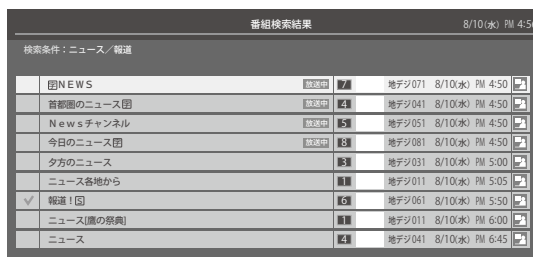 番組検索結果 8/10(水) PM 4:50
検索条件：ニュース／報道
字NEWS 放送中 7 地デジ071 8/10(水) PM 4:50
首都圏のニュース字 放送中 4 地デジ041 8/10(水) PM 4:50
Ｎｅｗｓチャンネル 放送中 5 地デジ051 8/10(水) PM 4:50
今日のニュース字 放送中 8 地デジ081 8/10(水) PM 4:50
夕方のニュース 3 地デジ031 8/10(水) PM 5:00
ニュース各地から 1 地デジ011 8/10(水) PM 5:05
報道！S 6 地デジ061 8/10(水) PM 5:50
ニュース[鷹の祭典] 1 地デジ011 8/10(水) PM 6:00
ニュース 4 地デジ041 8/10(水) PM 6:45